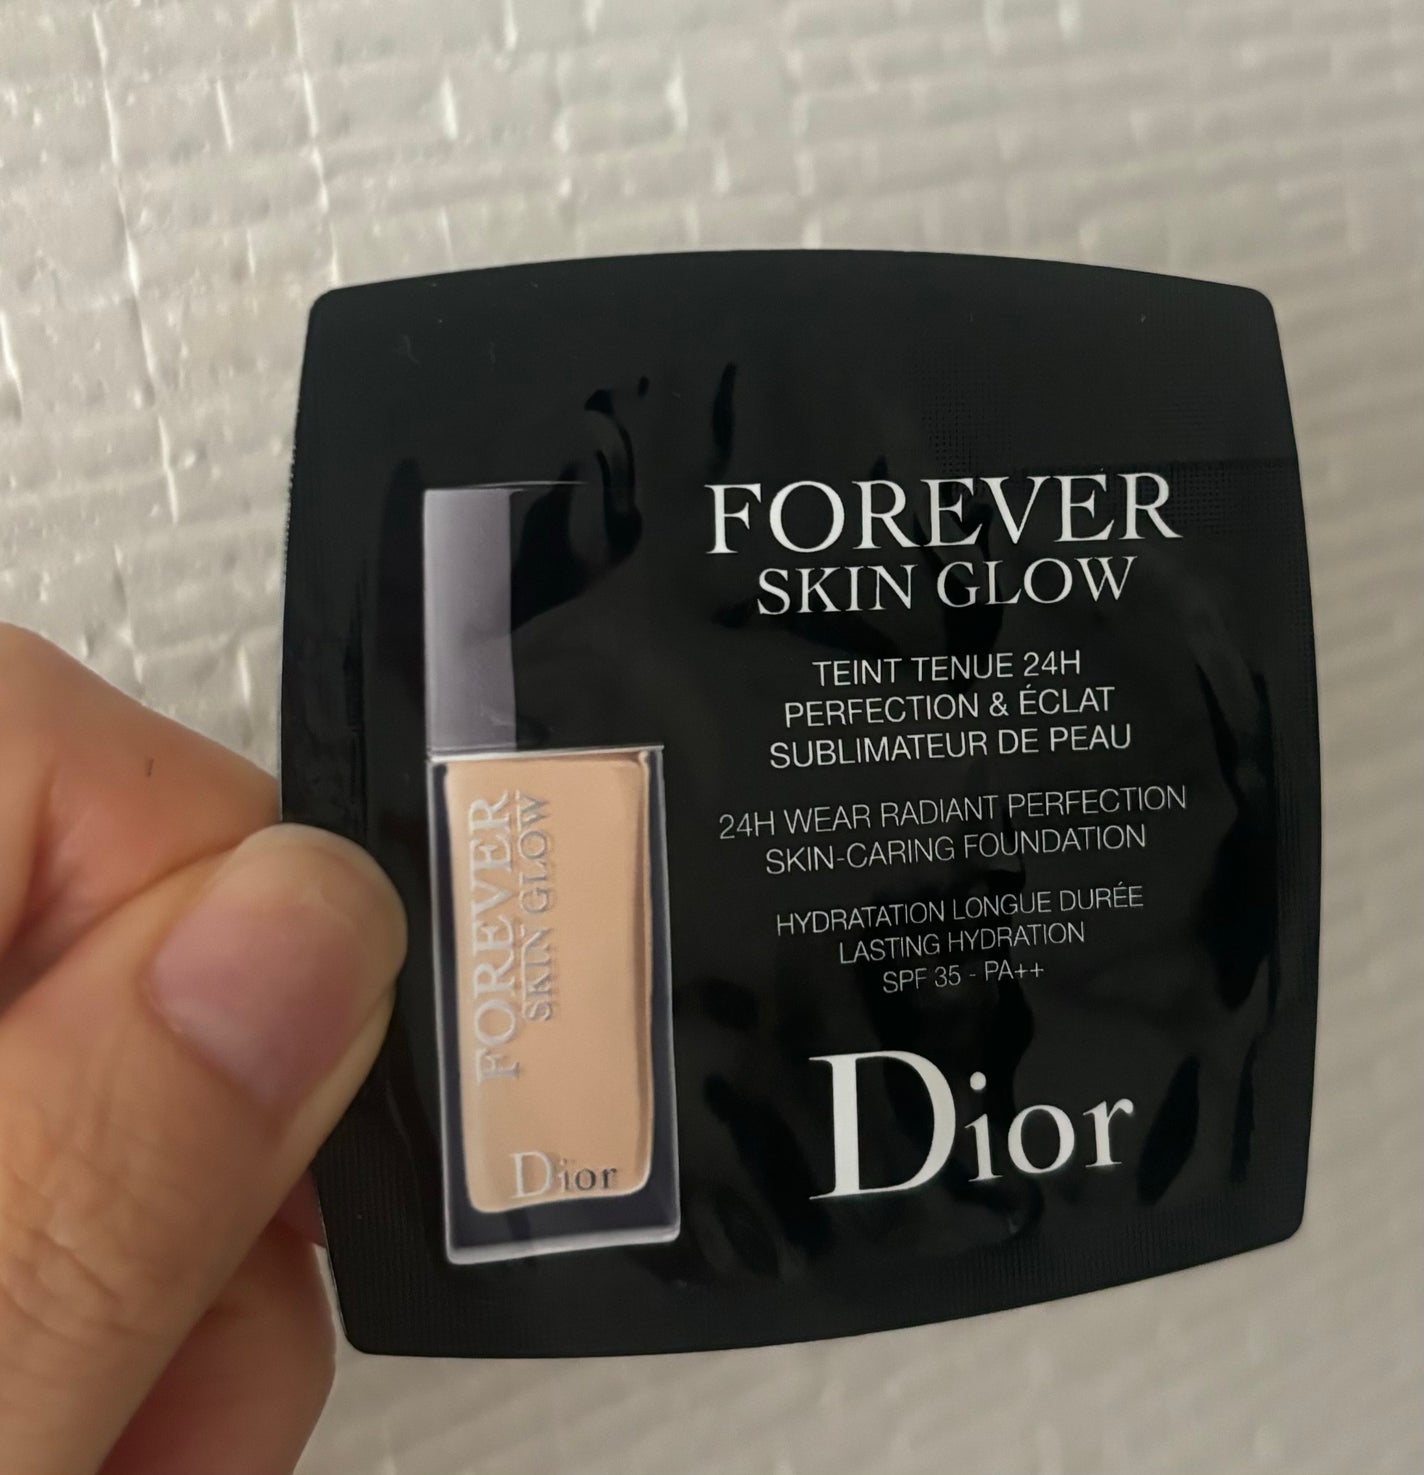 FOREVER
SKIN GLOW
TEINT TENUE 24H
PERFECTION & ÉCLAT
SUBLIMATEUR DE PEAU
24H WEAR RADIANT PERFECTION
SKIN-CARING FOUNDATION
HYDRATATION LONGUE DURÉE
LASTING HYDRATION
SPF 35 - PA++
Dior
FOREVER
SKIN GLOW
Dior